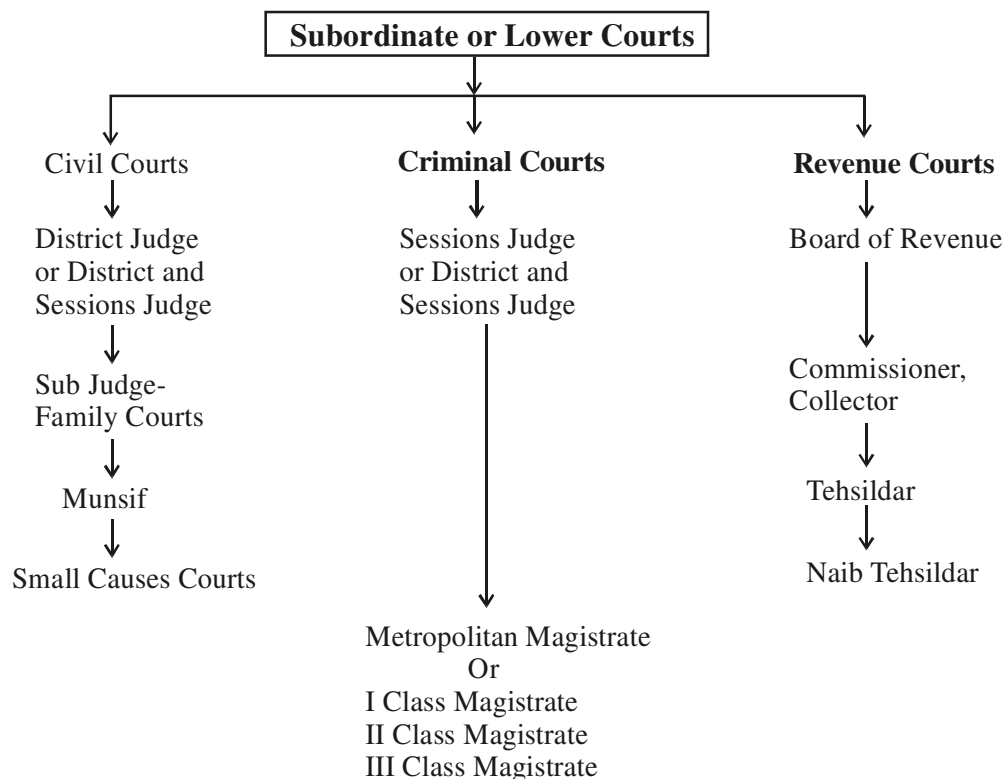 Subordinate or Lower Courts
Civil Courts
District Judge
or District and
Sessions Judge
Sub Judge-
Family Courts
Munsif
Small Causes Courts
Criminal Courts
Sessions Judge
or District and
Sessions Judge
Metropolitan Magistrate
Or
I Class Magistrate
II Class Magistrate
III Class Magistrate
Revenue Courts
Board of Revenue
Commissioner,
Collector
Tehsildar
Naib Tehsildar